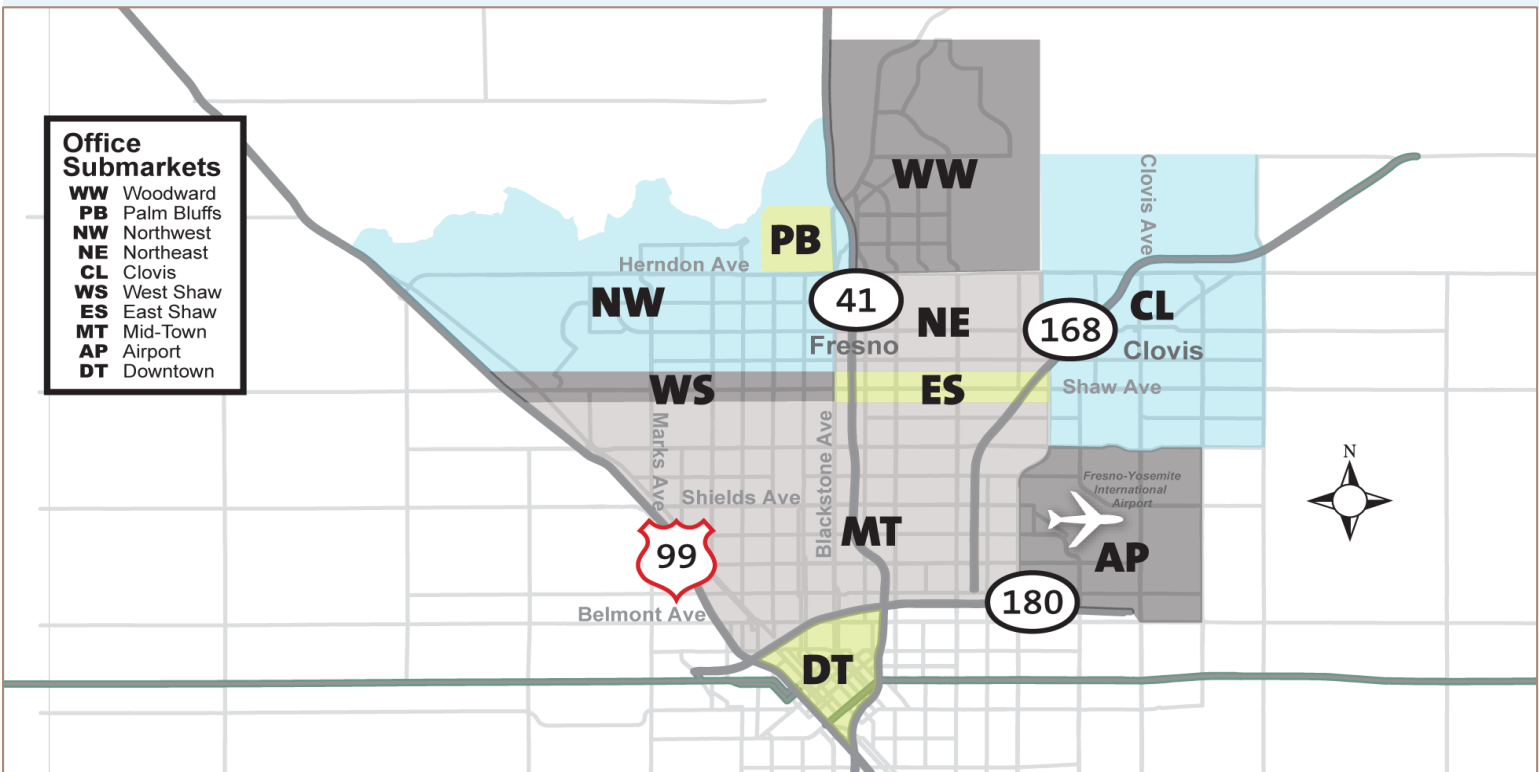 Office
Submarkets
WW Woodward
PB Palm Bluffs
NW Northwest
NE Northeast
CL Clovis
WS West Shaw
ES East Shaw
MT Mid-Town
AP Airport
DT Downtown
WW
Clovis Ave
PB
Herndon Ave
NW
41
NE
168
CL
Fresno
Clovis
WS
ES
Shaw Ave
Marks Ave
Blackstone Ave
N
Fresno-Yosemite
International
Airport
Shields Ave
MT
99
AP
180
Belmont Ave
DT